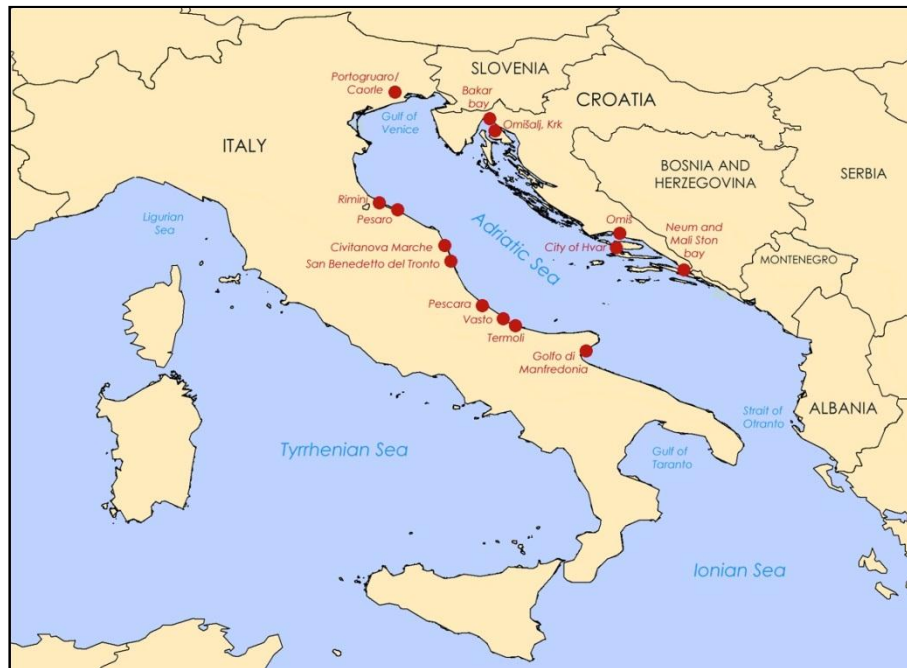 SLOVENIA
Portogruaro/
Caorle
Bakar
bay
CROATIA
Gulf of
Venice
Omišalj, Krk
ITALY
BOSNIA AND
HERZEGOVINA
SERBIA
Rimini
Pesaro
Ligurian
Sea
Adriatic Sea
Omiš
Neum and
Mali Ston
bay
City of Hvar
Civitanova Marche
San Benedetto del Tronto
MONTENEGRO
Pescara
Vasto
Termoli
Golfo di
Manfredonia
Strait of
Otranto
ALBANIA
Tyrrhenian Sea
Gulf of
Taranto
Ionian Sea